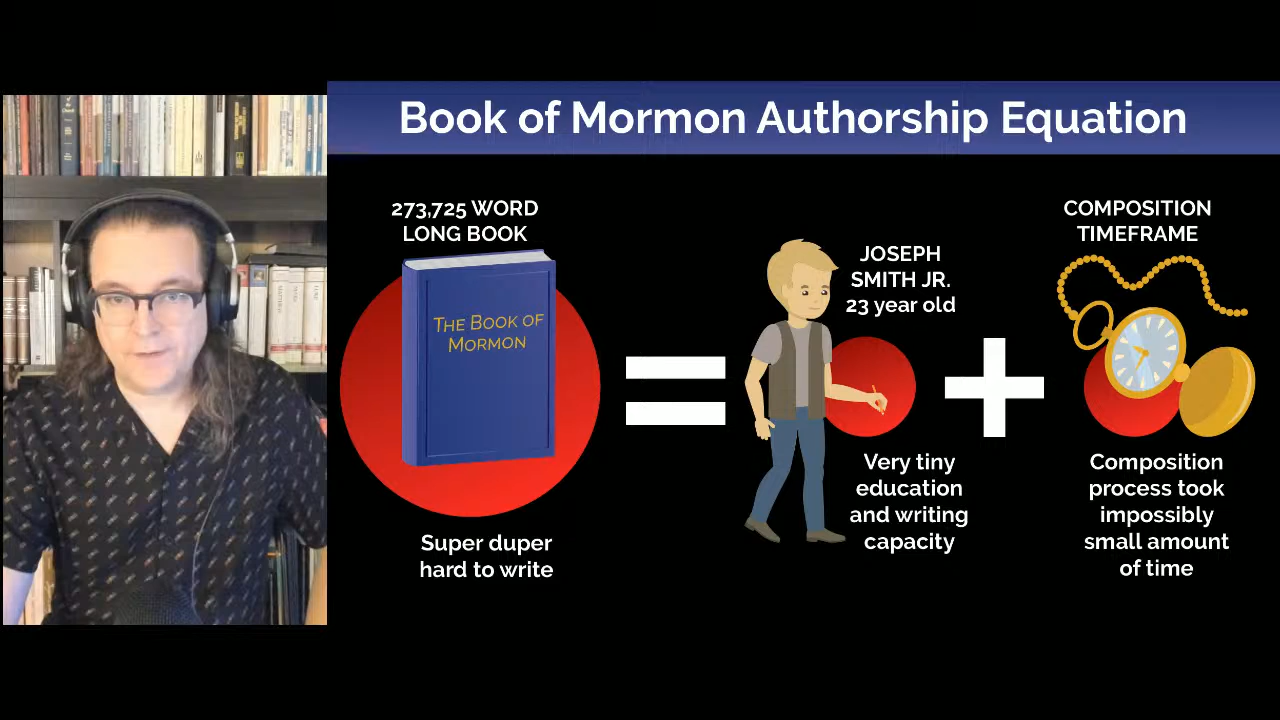 Book of Mormon Authorship Equation
273,725 WORD
LONG BOOK
THE BOOK OF
MORMON
Super duper
hard to write
JOSEPH
SMITH JR.
23 year old
Very tiny
education
and writing
capacity
COMPOSITION
TIMEFRAME
Composition
process took
impossibly
small amount
of time